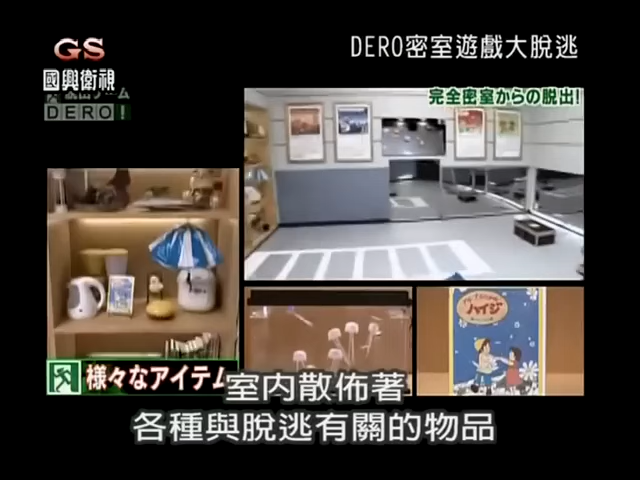 GS
國興衛視
DERO密室遊戲大脫逃
DERO!
完全密室からの脱出!
ハイジ
様々なアイテム
室內散佈著
各種與脫逃有關的物品